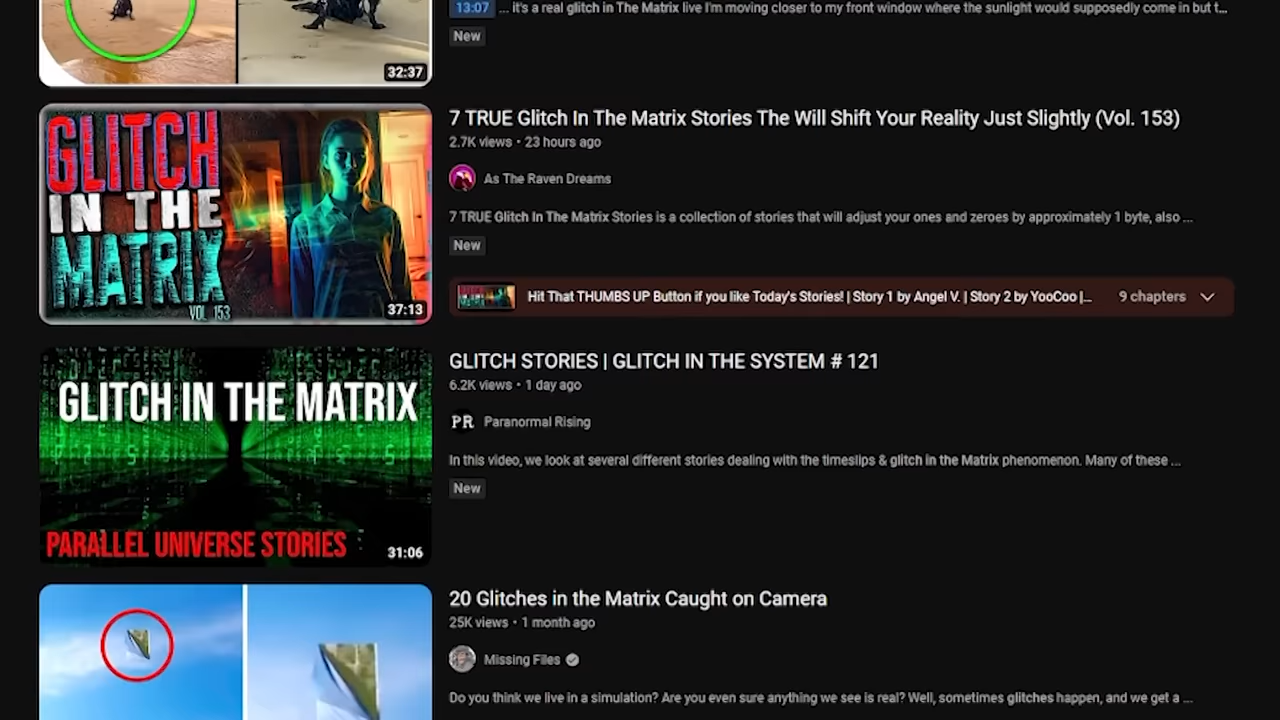 13:07 ... it's a real glitch in The Matrix live I'm moving closer to my front window where the sunlight would supposedly come in but t...
New
32:37
GLITCH
IN THE
MATRIX
VOL 153
37:13
7 TRUE Glitch In The Matrix Stories The Will Shift Your Reality Just Slightly (Vol. 153)
2.7K views • 23 hours ago
As The Raven Dreams
7 TRUE Glitch In The Matrix Stories is a collection of stories that will adjust your ones and zeroes by approximately 1 byte, also ...
New
Hit That THUMBS UP Button if you like Today's Stories! | Story 1 by Angel V. | Story 2 by YooCoo |... 9 chapters
GLITCH IN THE MATRIX
PARALLEL UNIVERSE STORIES
31:06
GLITCH STORIES | GLITCH IN THE SYSTEM # 121
6.2K views • 1 day ago
PR Paranormal Rising
In this video, we look at several different stories dealing with the timeslips & glitch in the Matrix phenomenon. Many of these ...
New
20 Glitches in the Matrix Caught on Camera
25K views • 1 month ago
Missing Files
Do you think we live in a simulation? Are you even sure anything we see is real? Well, sometimes glitches happen, and we get a ...